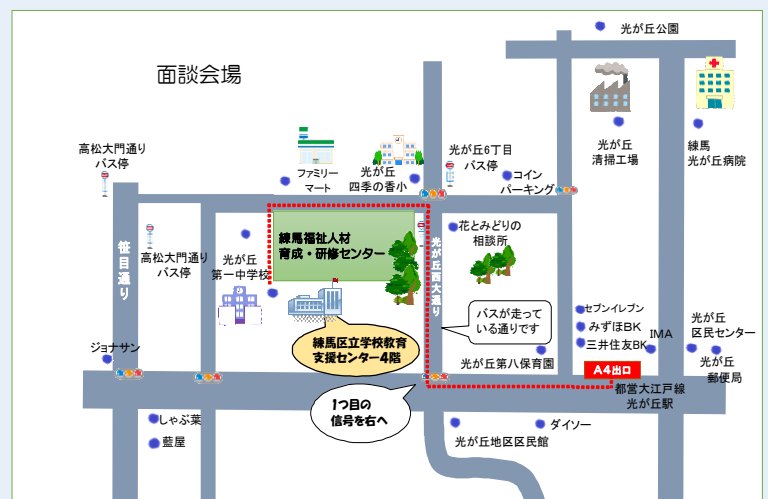 光が丘公園
面談会場
高松大門通り
バス停
ファミリー
マート
光が丘
四季の香小
光が丘6丁目
バス停
コイン
パーキング
光が丘
清掃工場
練馬
光が丘病院
笹目通り
高松大門通り
バス停
光が丘
第一中学校
練馬福祉人材
育成・研修センター
光が丘西大通り
花とみどりの
相談所
バスが走って
いる通りです
セブンイレブン
みずほBK
三井住友BK
IMA
光が丘
区民センター
光が丘
郵便局
ジョナサン
練馬区立学校教育
支援センター4階
光が丘第八保育園
A4出口
都営大江戸線
光が丘駅
1つ目の
信号を右へ
しゃぶ葉
藍屋
光が丘地区区民館
ダイソー